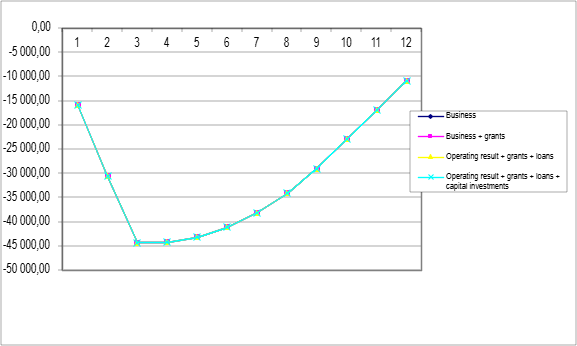 0,00
1 2 3 4 5 6 7 8 9 10 11 12
-5 000,00
-10 000,00
-15 000,00
-20 000,00
-25 000,00
-30 000,00
-35 000,00
-40 000,00
-45 000,00
-50 000,00
Business
Business + grants
Operating result + grants + loans
Operating result + grants + loans +
capital investments